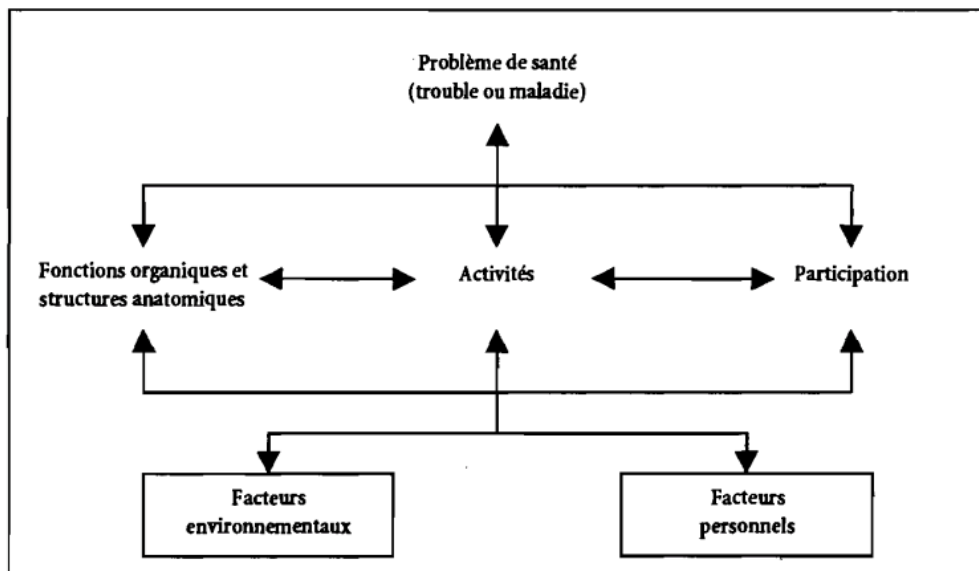 Problème de santé
(trouble ou maladie)
Fonctions organiques et
structures anatomiques
Activités
Participation
Facteurs
environnementaux
Facteurs
personnels